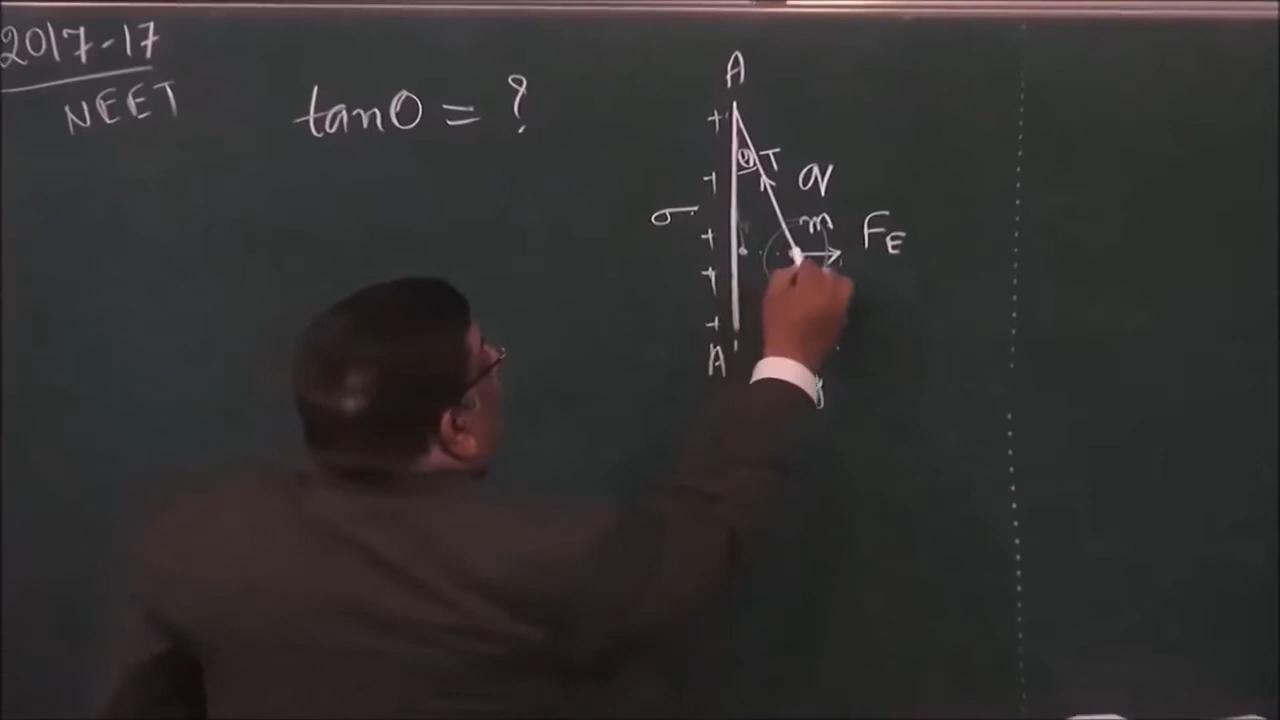 2017-17
NEET
tanθ = ?
A
+
θ T
+
q
σ
m
+
F_E
+
+
A'